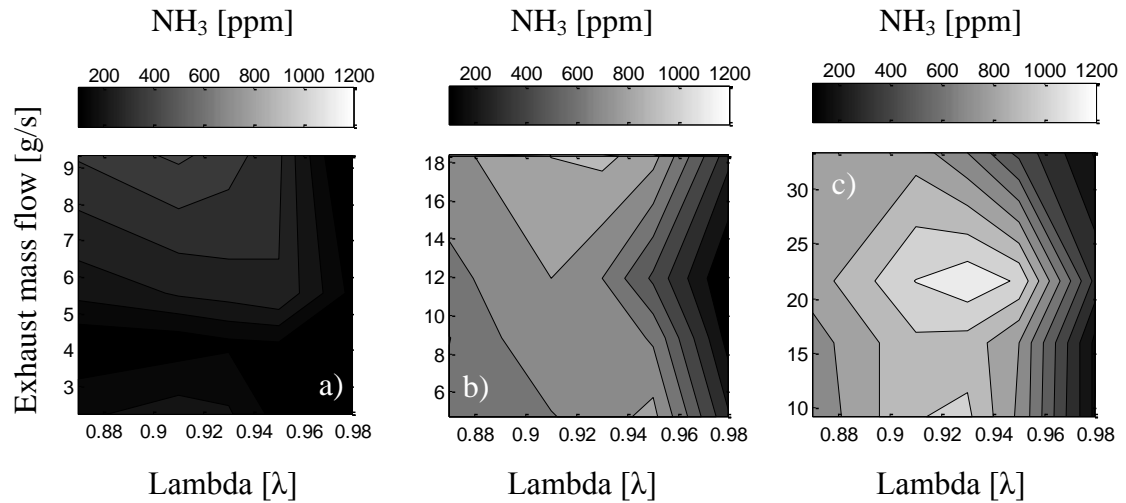 NH3 [ppm] NH3 [ppm] NH3 [ppm]
200 400 600 800 1000 1200 200 400 600 800 1000 1200 200 400 600 800 1000 1200
Exhaust mass flow [g/s]
9
8
7
6
5
4
3
a)
0.88 0.9 0.92 0.94 0.96 0.98
18
16
14
12
10
8
6
b)
0.88 0.9 0.92 0.94 0.96 0.98
30
25
20
15
10
c)
0.88 0.9 0.92 0.94 0.96 0.98
Lambda [λ] Lambda [λ] Lambda [λ]